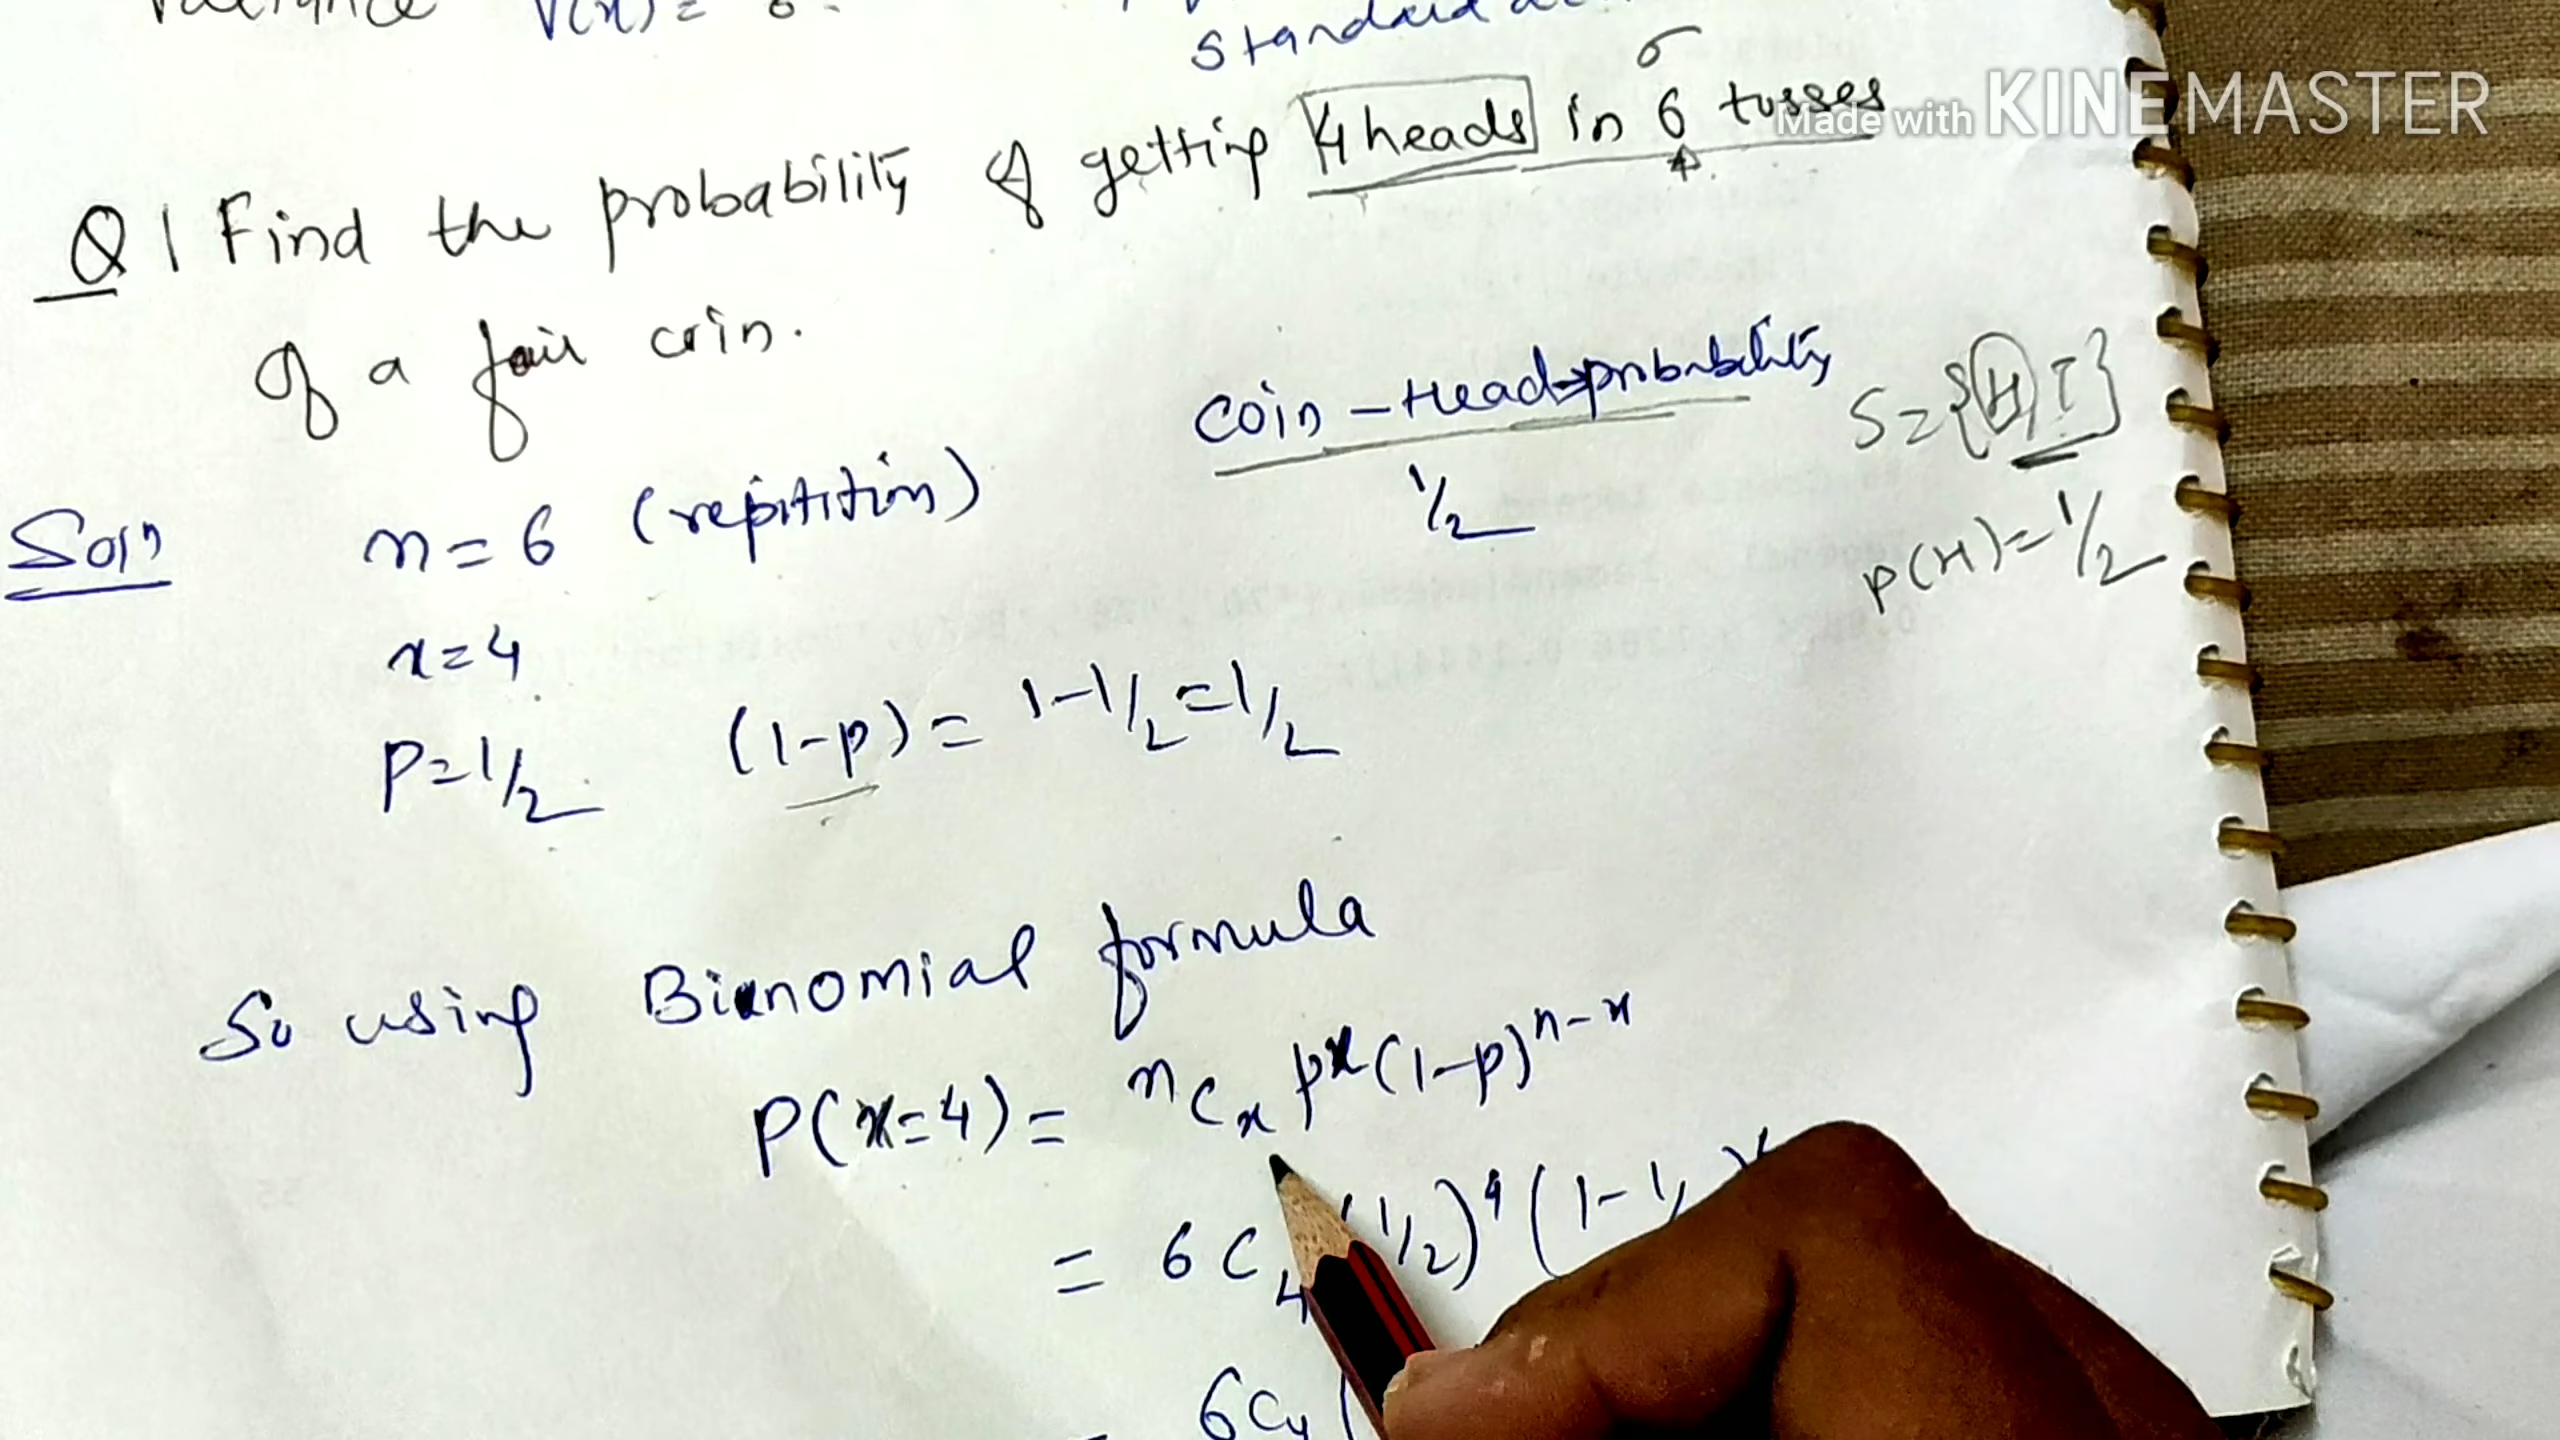 Variance V(x) =
Standard
σ
Q 1 Find the probability of getting 4 heads in 6 tosses
of a fair coin.
Made with KINEMASTER
Coin - Head → probability
1/2
S = {H, T}
P(H) = 1/2
Soln n = 6 (repitition)
x = 4
P = 1/2 (1-p) = 1 - 1/2 = 1/2
So using Binomial formula
P(x=4) = nCx p^x (1-p)^n-x
= 6C4 (1/2)^4 (1 - 1/
= 6C4 (